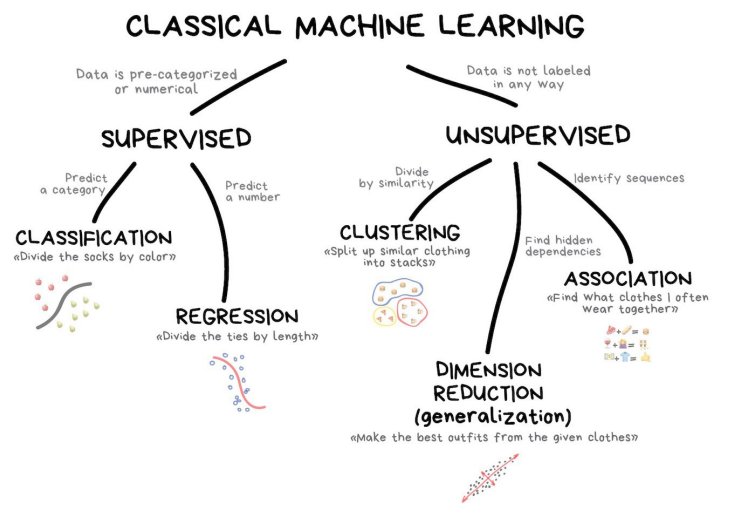 CLASSICAL MACHINE LEARNING
Data is pre-categorized
or numerical
Data is not labeled
in any way
SUPERVISED
UNSUPERVISED
Predict
a category
Predict
a number
Divide
by similarity
Identify sequences
CLASSIFICATION
«Divide the socks by color»
CLUSTERING
«Split up similar clothing
into stacks»
Find hidden
dependencies
ASSOCIATION
«Find what clothes I often
wear together»
REGRESSION
«Divide the ties by length»
DIMENSION
REDUCTION
(generalization)
«Make the best outfits from the given clothes»